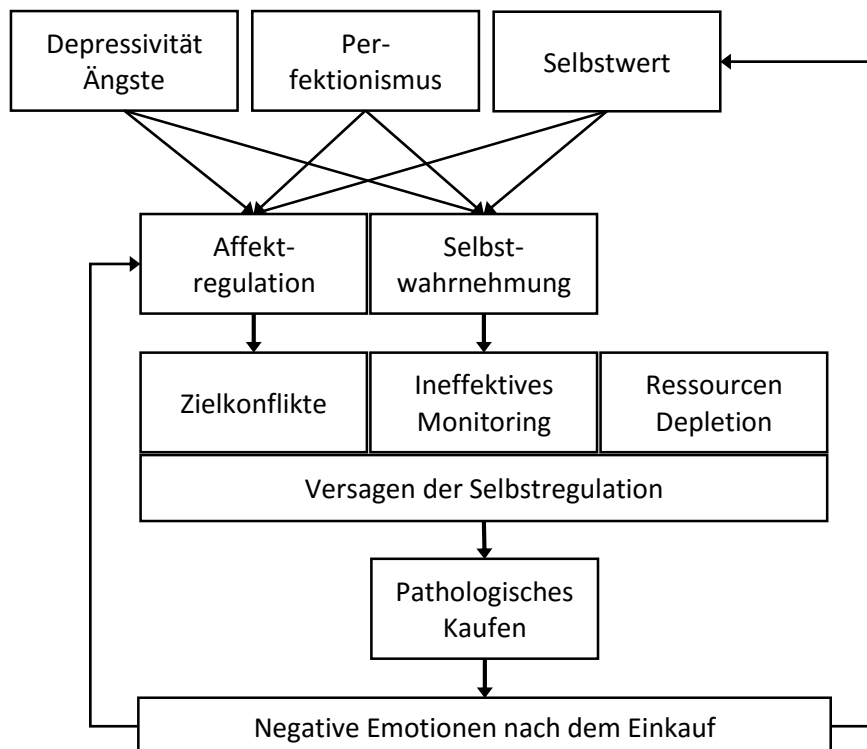 Depressivität
Ängste
Per-
fektionismus
Selbstwert
Affekt-
regulation
Selbst-
wahrnehmung
Zielkonflikte
Ineffektives
Monitoring
Ressourcen
Depletion
Versagen der Selbstregulation
Pathologisches
Kaufen
Negative Emotionen nach dem Einkauf